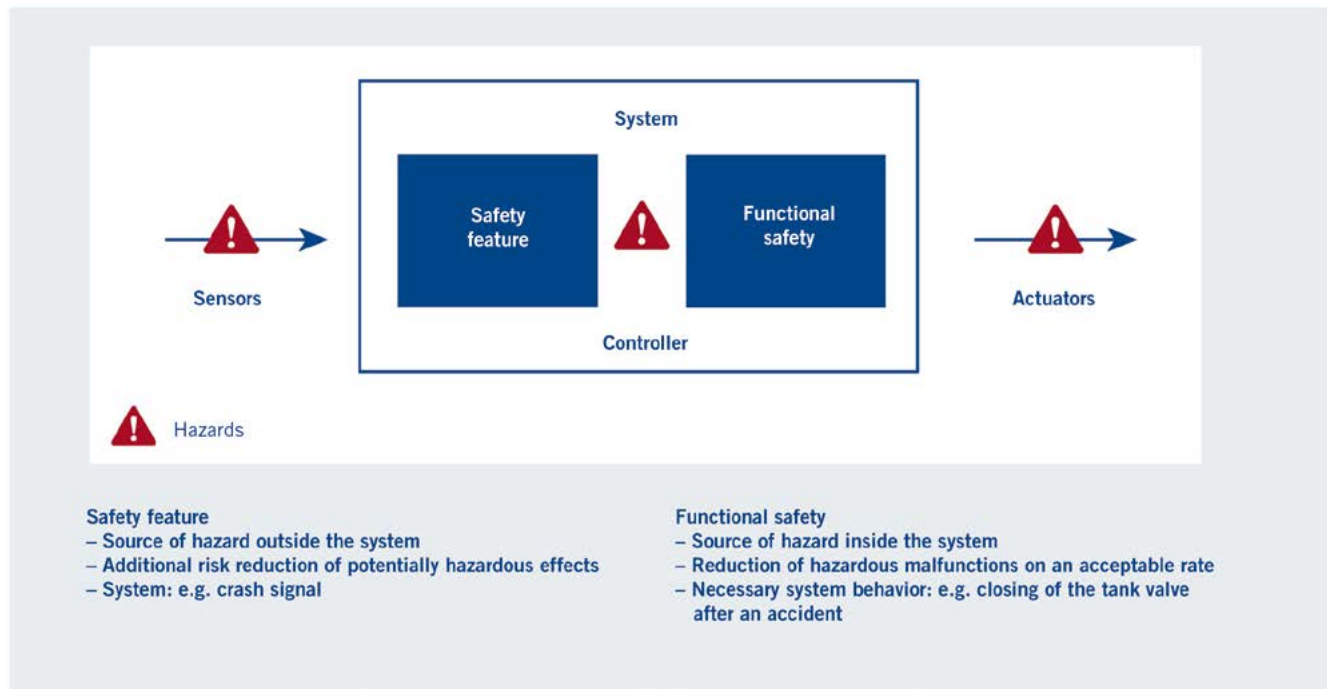 System
Safety
feature
Functional
safety
Sensors
Actuators
Controller
Hazards
Safety feature
– Source of hazard outside the system
– Additional risk reduction of potentially hazardous effects
– System: e.g. crash signal
Functional safety
– Source of hazard inside the system
– Reduction of hazardous malfunctions on an acceptable rate
– Necessary system behavior: e.g. closing of the tank valve
after an accident